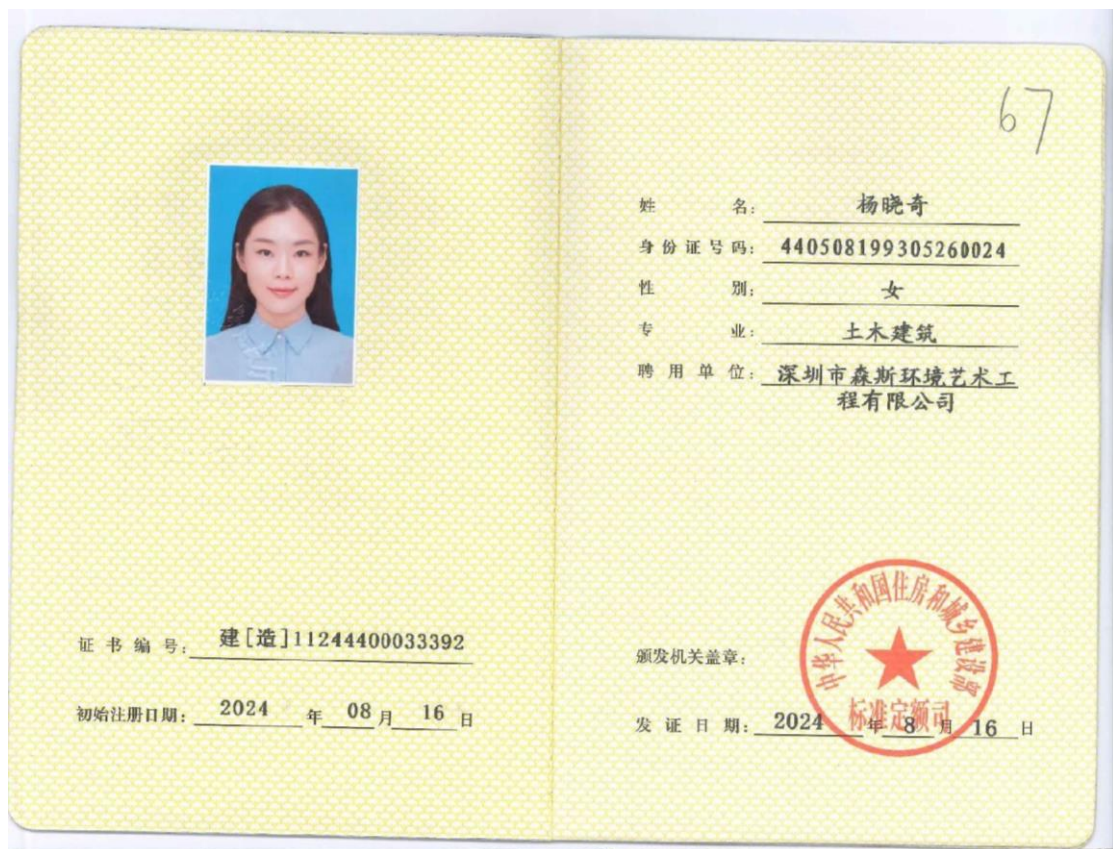 证书编号: 建[造]11244400033392
初始注册日期: 2024 年 08 月 16 日
67
姓名: 杨晓奇
身份证号码: 440508199305260024
性别: 女
专业: 土木建筑
聘用单位: 深圳市森斯环境艺术工
程有限公司
中华人民共和国住房和城乡建设部
标准定额司
颁发机关盖章:
发证日期: 2024 年 8 月 16 日